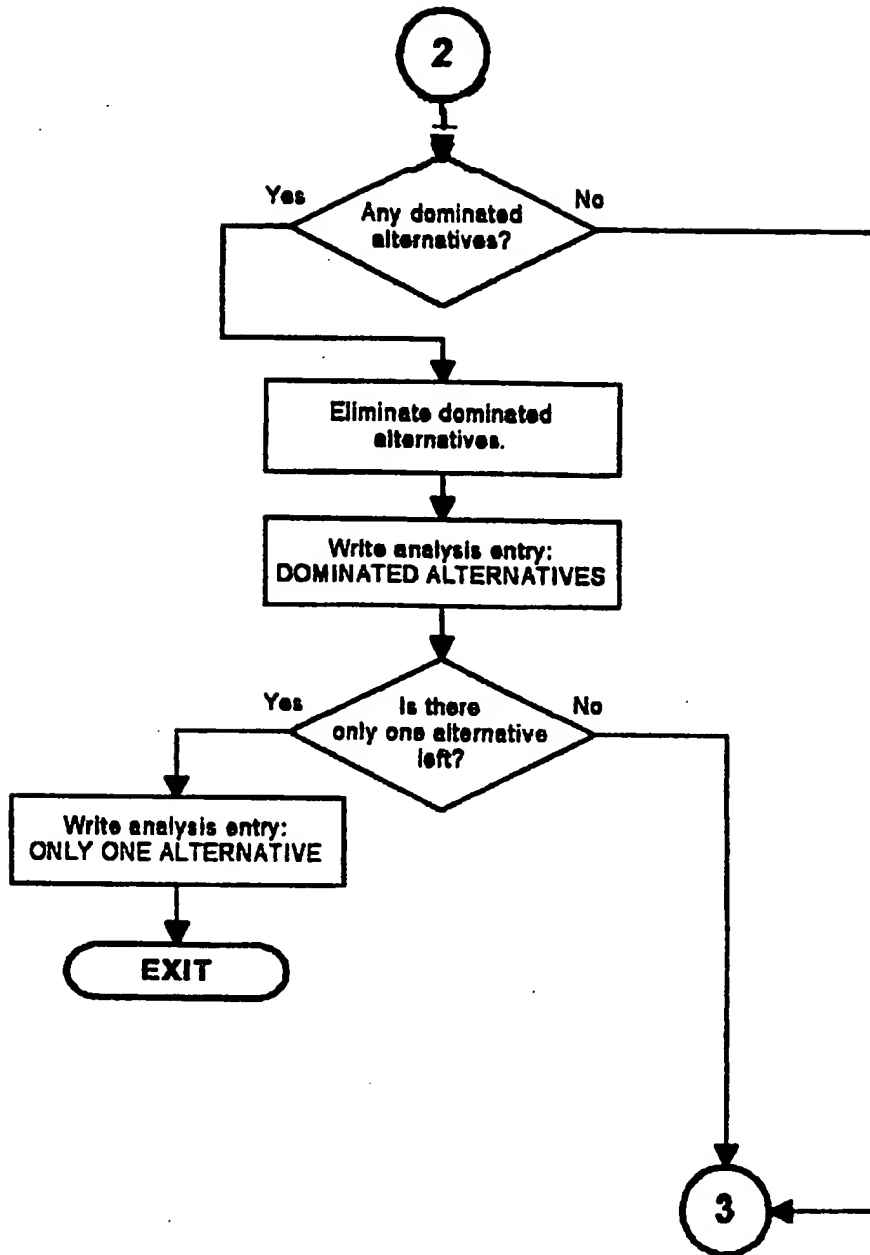 2
Yes
No
Any dominated
alternatives?
Eliminate dominated
alternatives.
Write analysis entry:
DOMINATED ALTERNATIVES
Yes
No
Is there
only one alternative
left?
Write analysis entry:
ONLY ONE ALTERNATIVE
EXIT
3